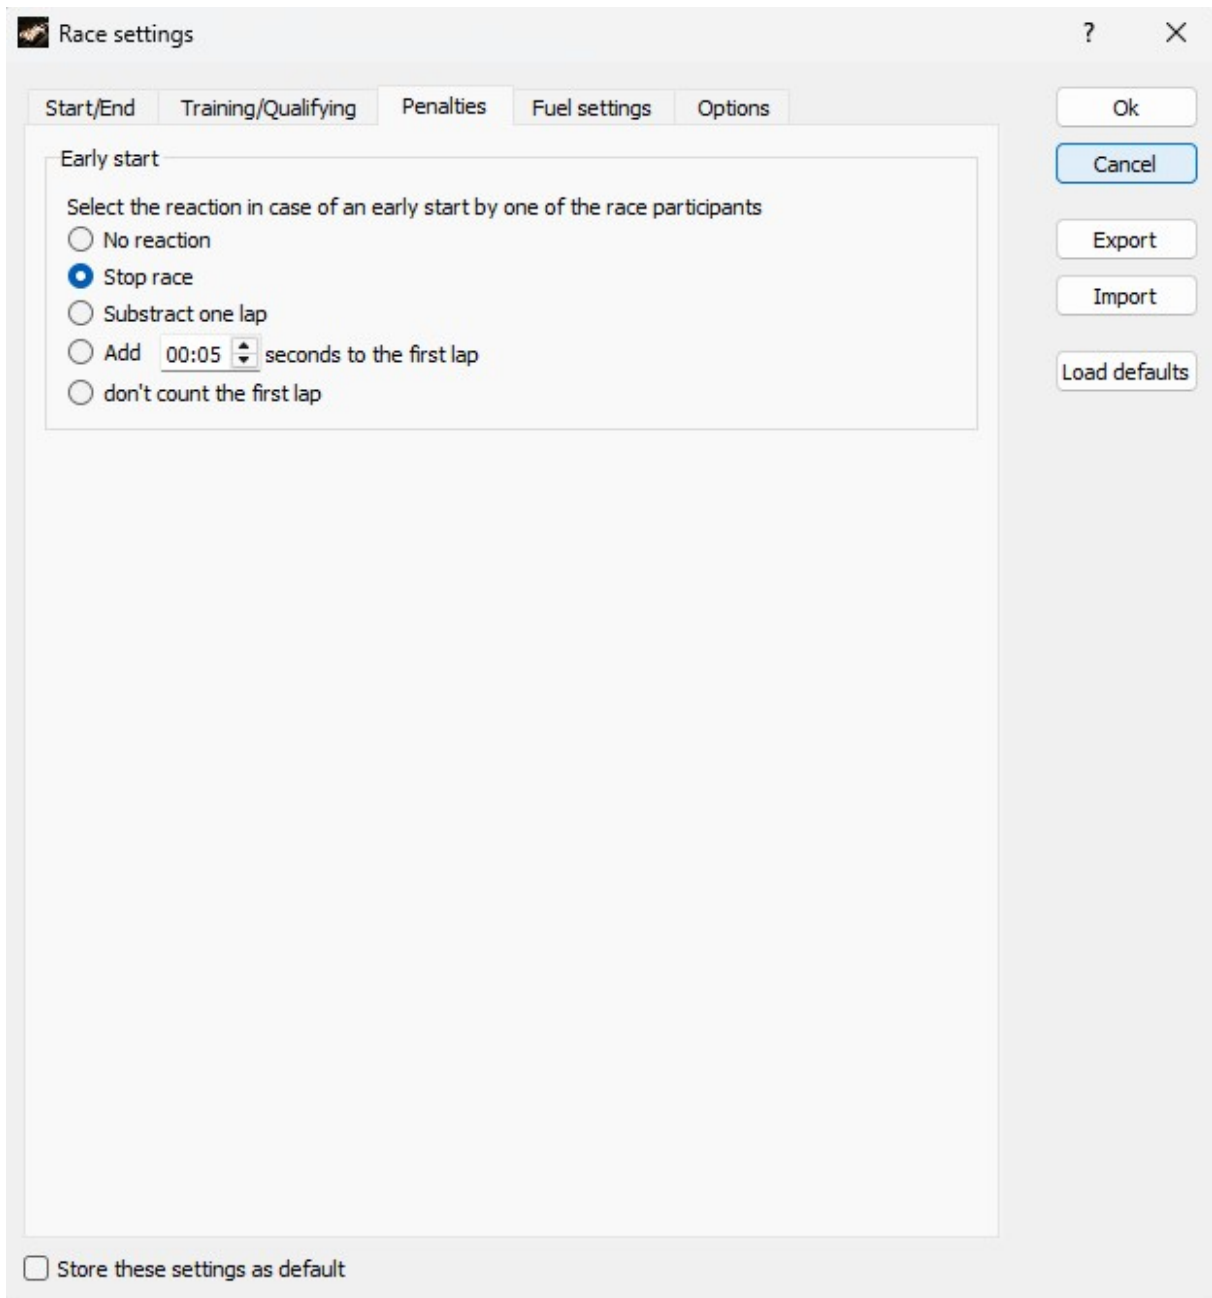 Race settings ?
Start/End Training/Qualifying Penalties Fuel settings Options
Ok
Cancel
Early start
Select the reaction in case of an early start by one of the race participants
No reaction
Export
Stop race
Import
Substract one lap
Add 00:05 seconds to the first lap
Load defaults
don't count the first lap
Store these settings as default